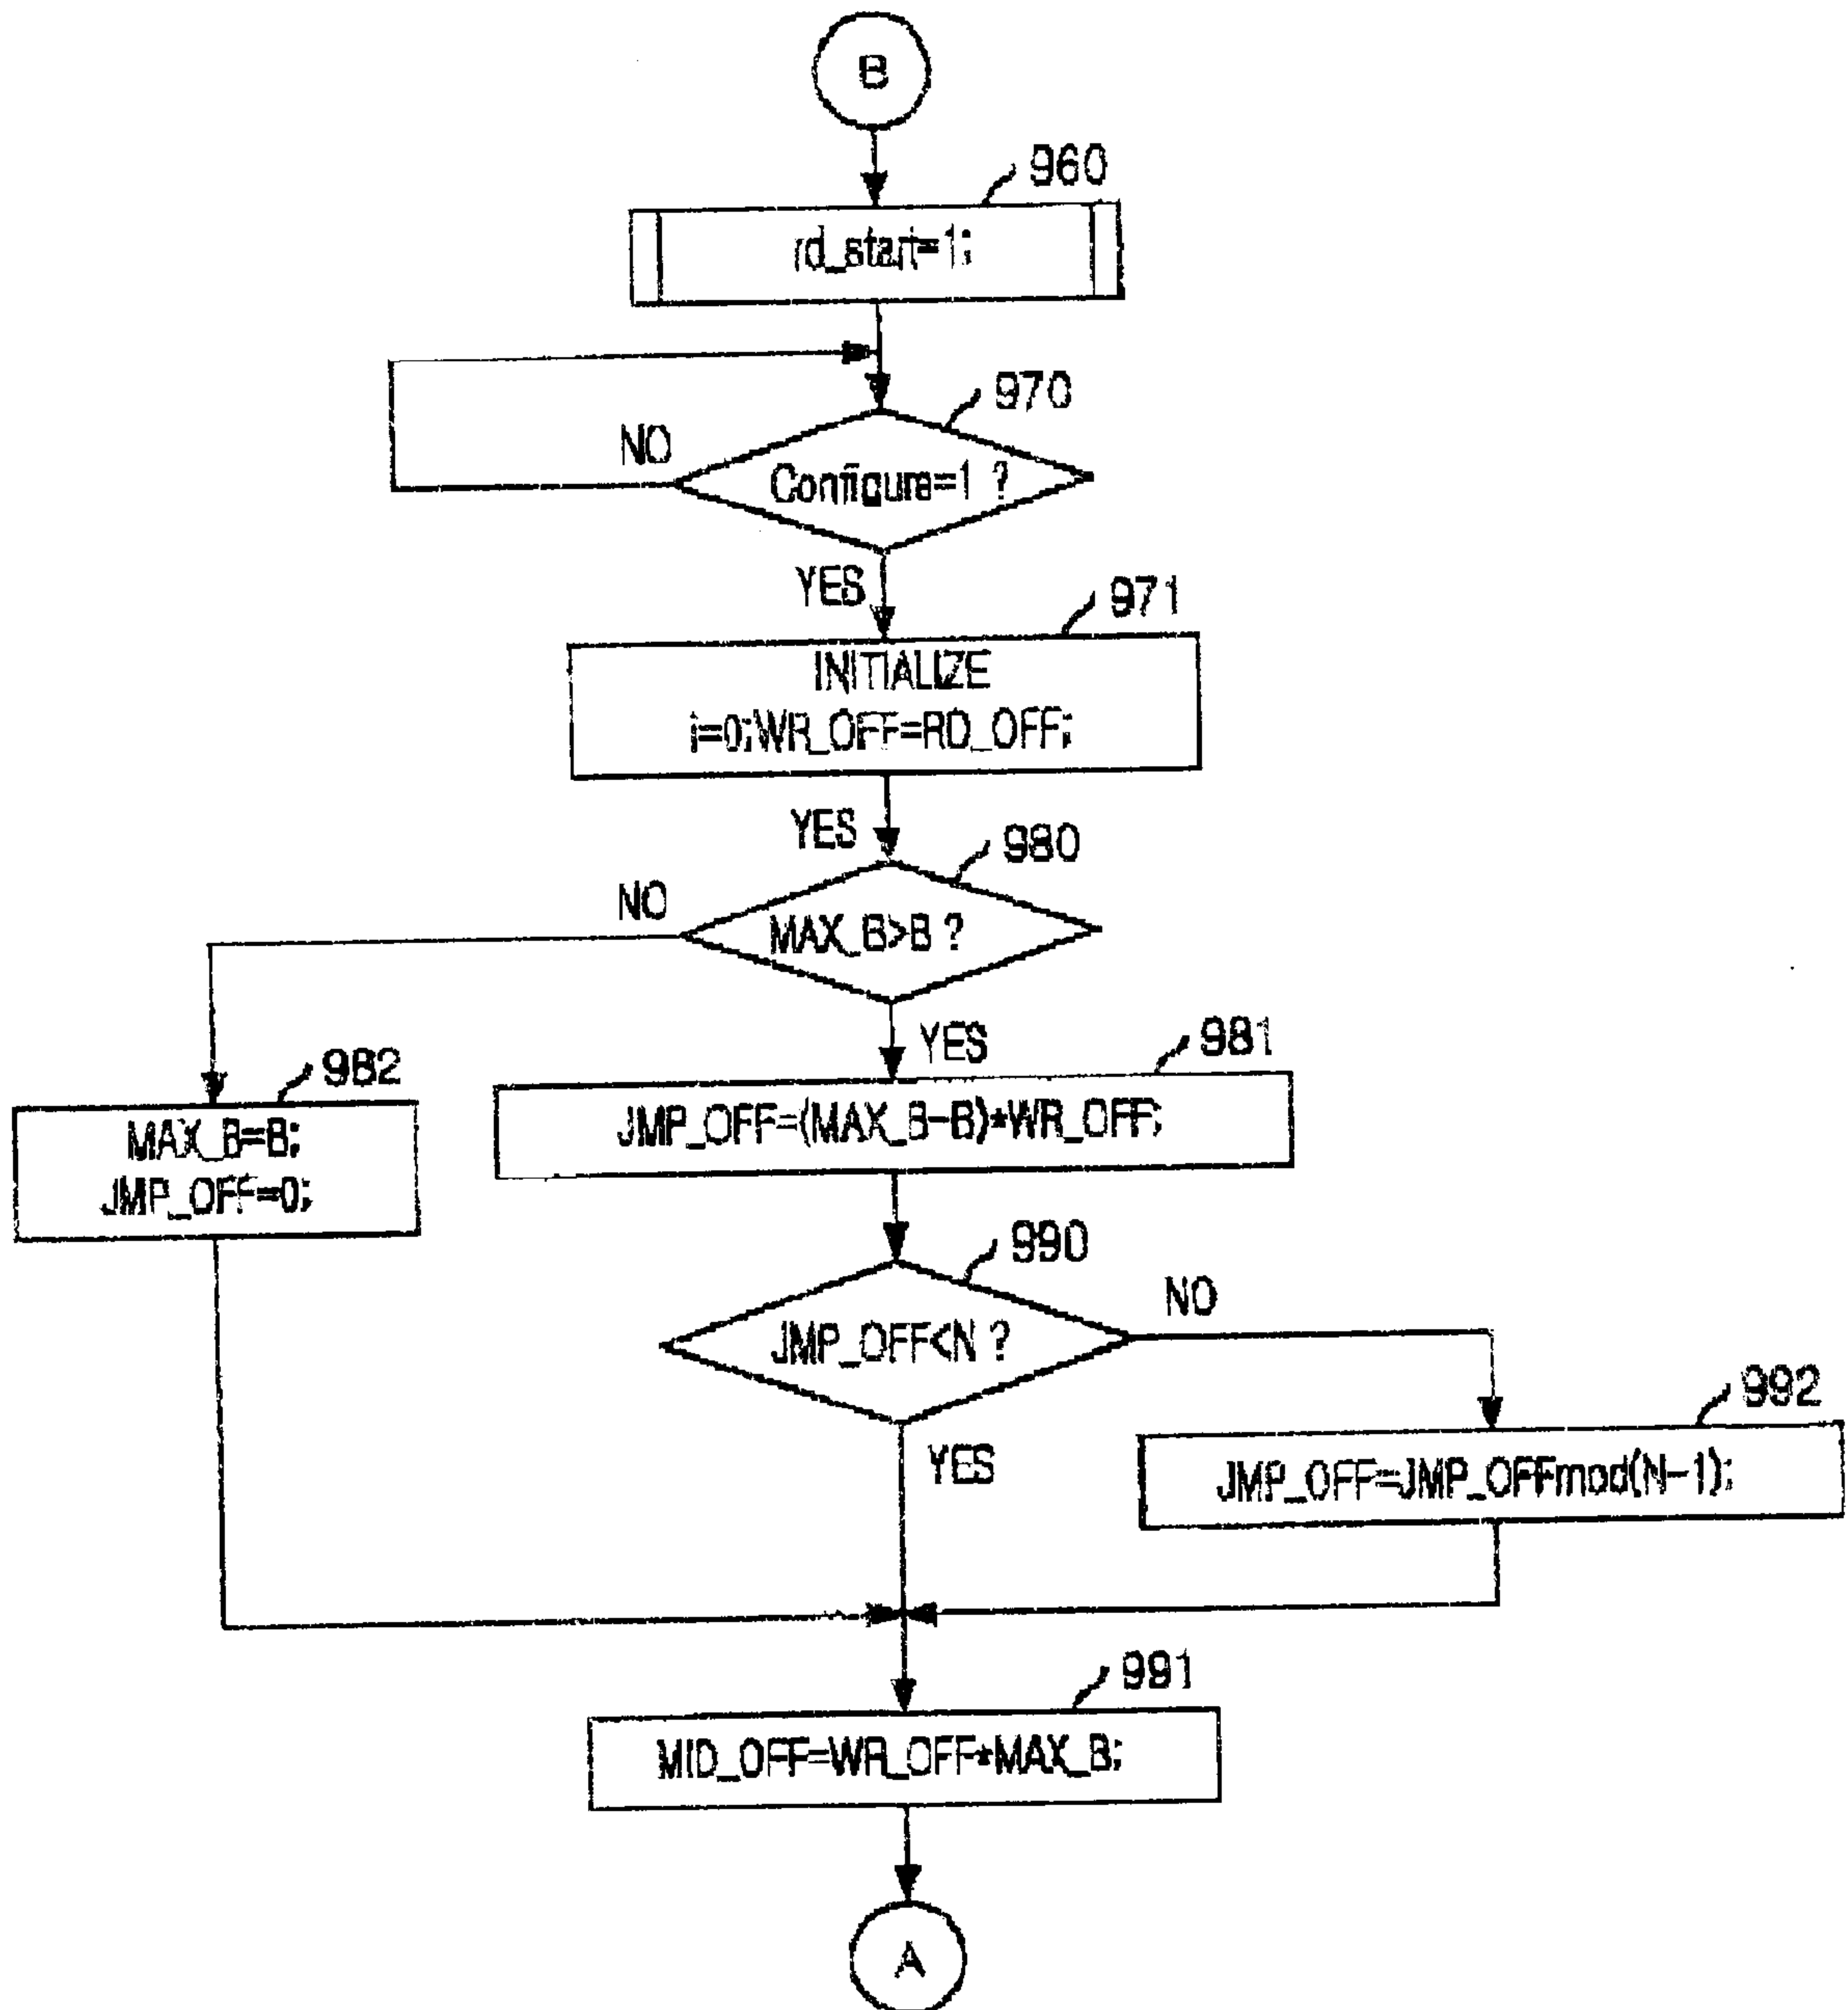 B
960
rd_start=1;
970
NO
Configure=1 ?
YES
971
INITIALIZE
i=0;WR_OFF=RD_OFF;
YES
980
NO
MAX_B>B ?
YES
981
982
JMP_OFF=(MAX_B-B)*WR_OFF;
MAX_B=B;
JMP_OFF=0;
990
NO
JMP_OFF<N ?
992
YES
JMP_OFF=JMP_OFFmod(N-1);
991
MID_OFF=WR_OFF*MAX_B;
A